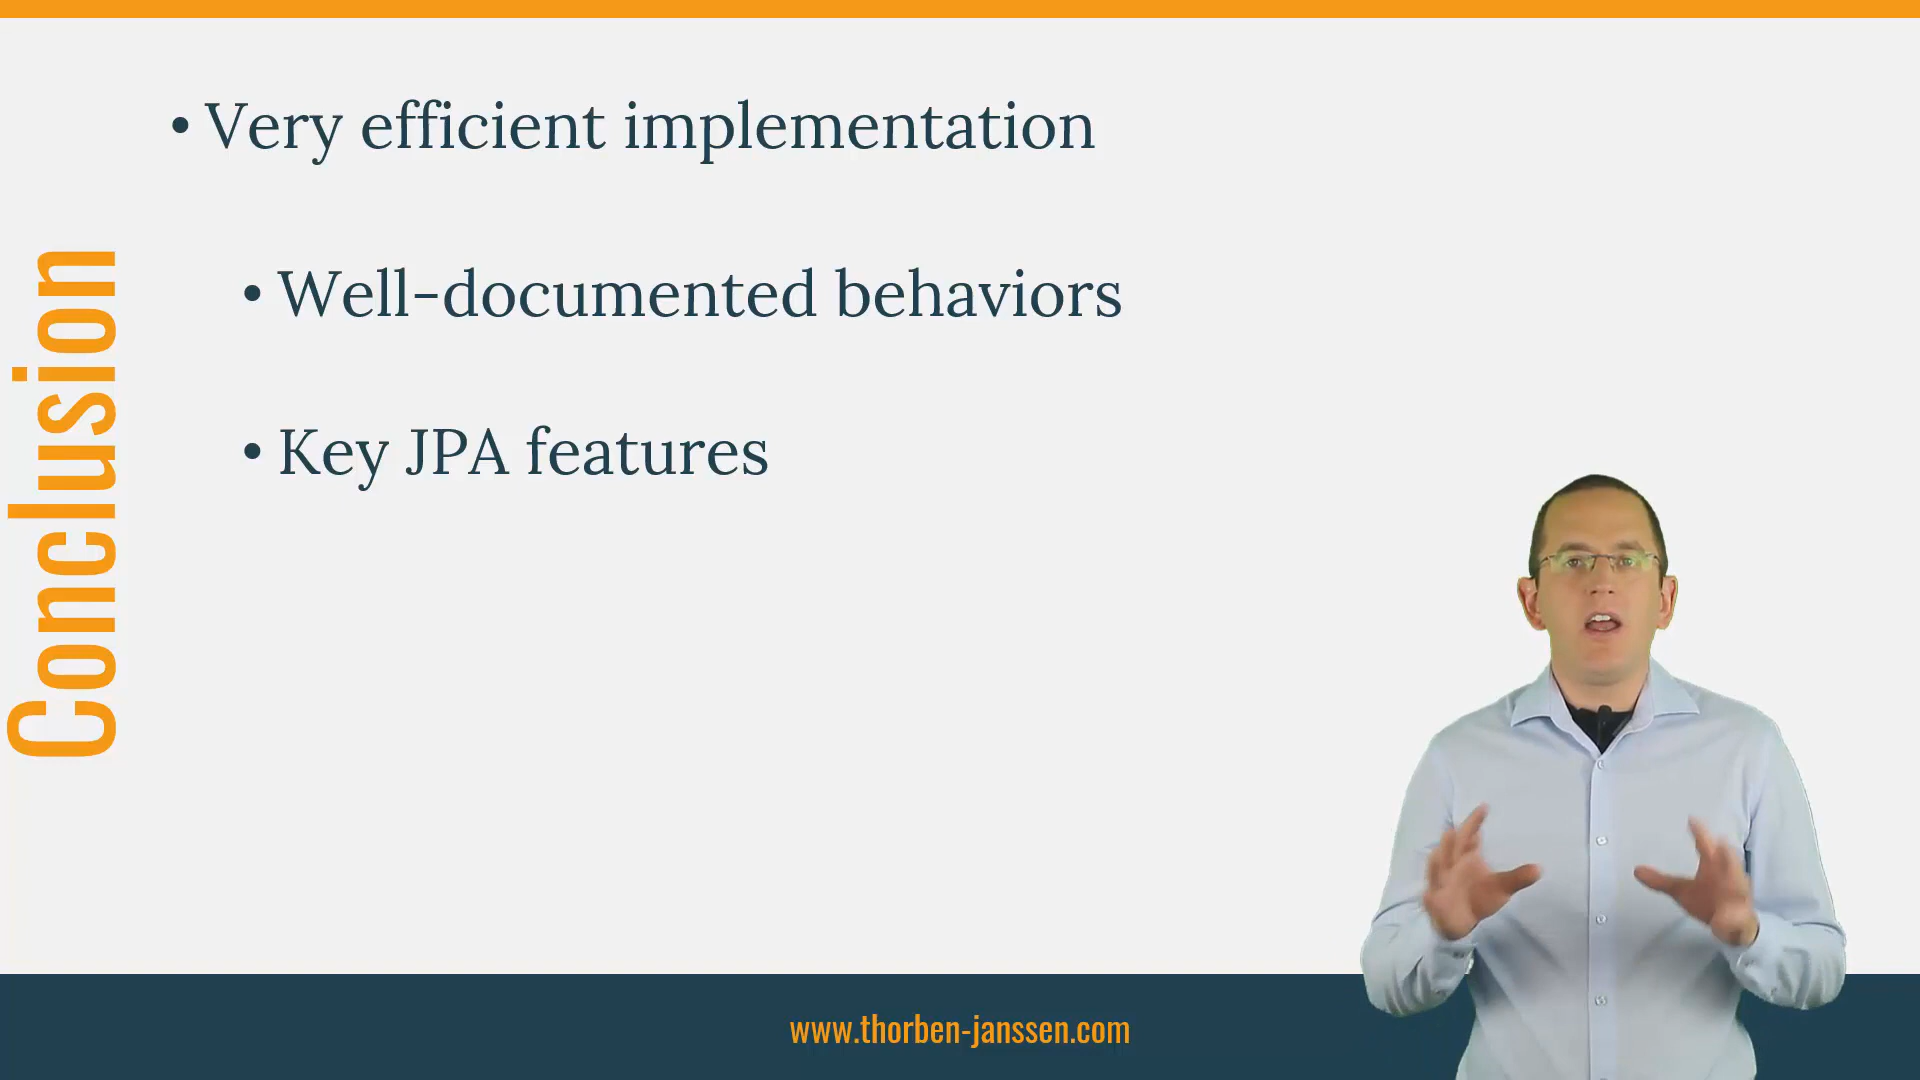 Conclusion
• Very efficient implementation
• Well-documented behaviors
• Key JPA features
www.thorben-janssen.com